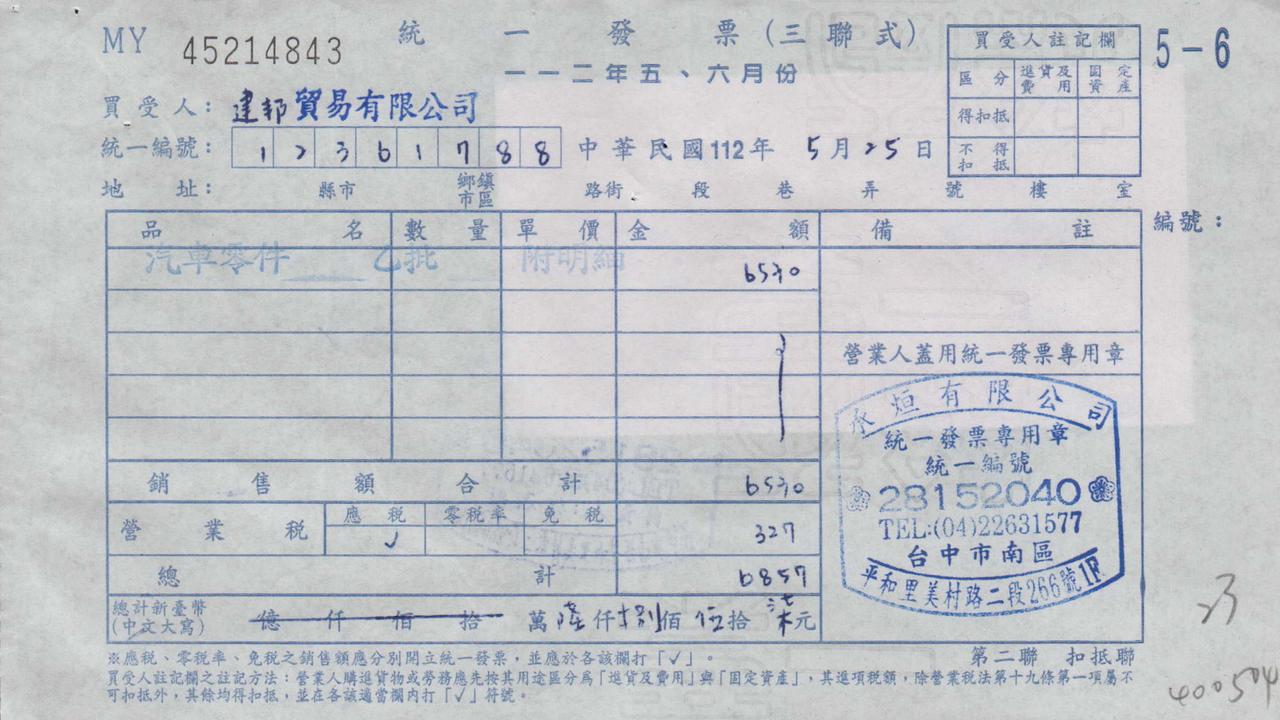 MY 45214843 統一發票(三聯式)
一一二年五、六月份
5-6
買受人註記欄
區分 進貨及費用 固定資產
得扣抵
不得扣抵
買受人：建邦貿易有限公司
統一編號：12361788 中華民國112年5月25日
地址： 縣市 鄉鎮市區 路街 段 巷 弄 號 樓 室
編號：
品名 數量 單價 金額 備註
汽車零件 乙批 附明細 6530
營業人蓋用統一發票專用章
銷售額合計 6530
營業稅 應稅 零稅率 免稅 327
✓
總計 6857
總計新臺幣(中文大寫) 億 仟 佰 拾 萬 陸仟捌佰伍拾柒元
永烜有限公司
統一發票專用章
統一編號
28152040
TEL:(04)22631577
台中市南區
平和里美村路二段266號1F
※應稅、零稅率、免稅之銷售額應分別開立統一發票，並應於各該欄打「✓」。
第二聯 扣抵聯
買受人註記欄之註記方法：營業人購進貨物或勞務應先按其用途區分為「進貨及費用」與「固定資產」，其進項稅額，除營業稅法第十九條第一項屬不
可扣抵外，其餘均得扣抵，並在各該適當欄內打「✓」符號。
23
400504